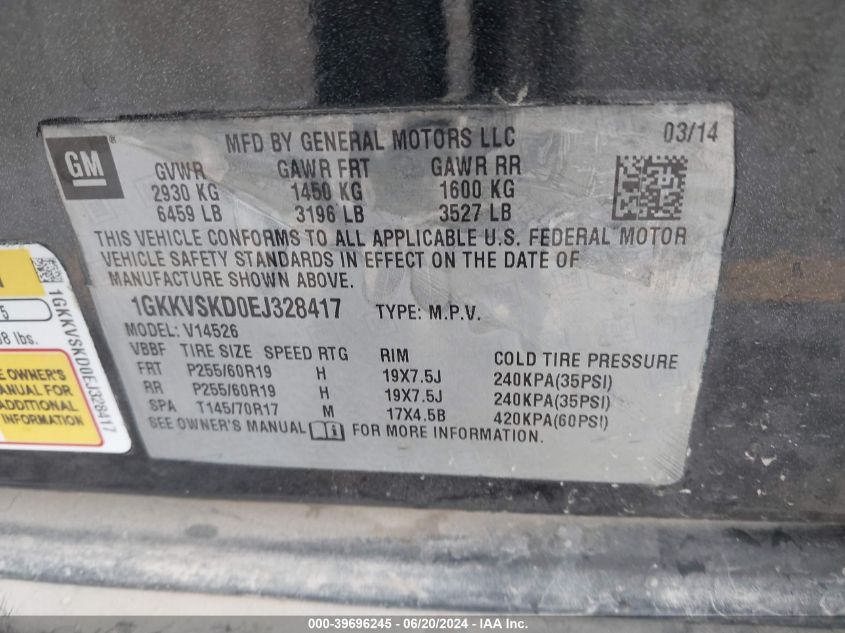 GM
MFD BY GENERAL MOTORS LLC 03/14
GVWR GAWR FRT GAWR RR
2930 KG 1450 KG 1600 KG
6459 LB 3196 LB 3527 LB
THIS VEHICLE CONFORMS TO ALL APPLICABLE U.S. FEDERAL MOTOR
VEHICLE SAFETY STANDARDS IN EFFECT ON THE DATE OF
MANUFACTURE SHOWN ABOVE.
1GKKVSKD0EJ328417 TYPE: M.P.V.
MODEL: V14526
VBBF TIRE SIZE SPEED RTG RIM COLD TIRE PRESSURE
FRT P255/60R19 H 19X7.5J 240KPA(35PSI)
RR P255/60R19 H 19X7.5J 240KPA(35PSI)
SPA T145/70R17 M 17X4.5B 420KPA(60PSI)
SEE OWNER'S MANUAL FOR MORE INFORMATION.
1GKKVSKD0EJ328417
N
5
8 lbs.
E OWNER'S
MANUAL FOR
ADDITIONAL
FORMATION
000-39696245 - 06/20/2024 - IAA Inc.